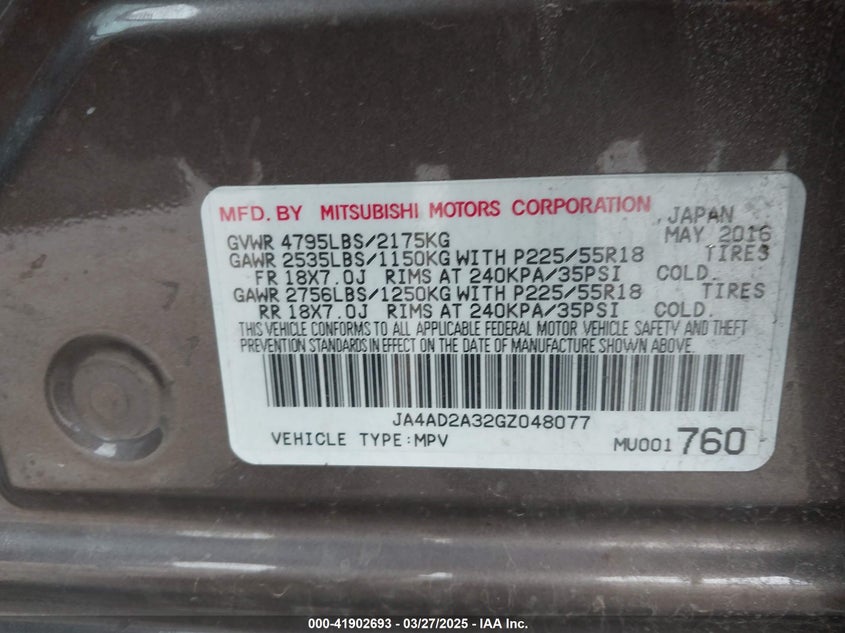 MFD. BY MITSUBISHI MOTORS CORPORATION JAPAN
GVWR 4795LBS/2175KG MAY 2016
GAWR 2535LBS/1150KG WITH P225/55R18 TIRES
FR 18X7.0J RIMS AT 240KPA/35PSI COLD.
GAWR 2756LBS/1250KG WITH P225/55R18 TIRES
RR 18X7.0J RIMS AT 240KPA/35PSI COLD.
THIS VEHICLE CONFORMS TO ALL APPLICABLE FEDERAL MOTOR VEHICLE SAFETY AND THEFT
PREVENTION STANDARDS IN EFFECT ON THE DATE OF MANUFACTURE SHOWN ABOVE.
JA4AD2A32GZ048077
VEHICLE TYPE:MPV MU001 760
000-41902693 - 03/27/2025 - IAA Inc.